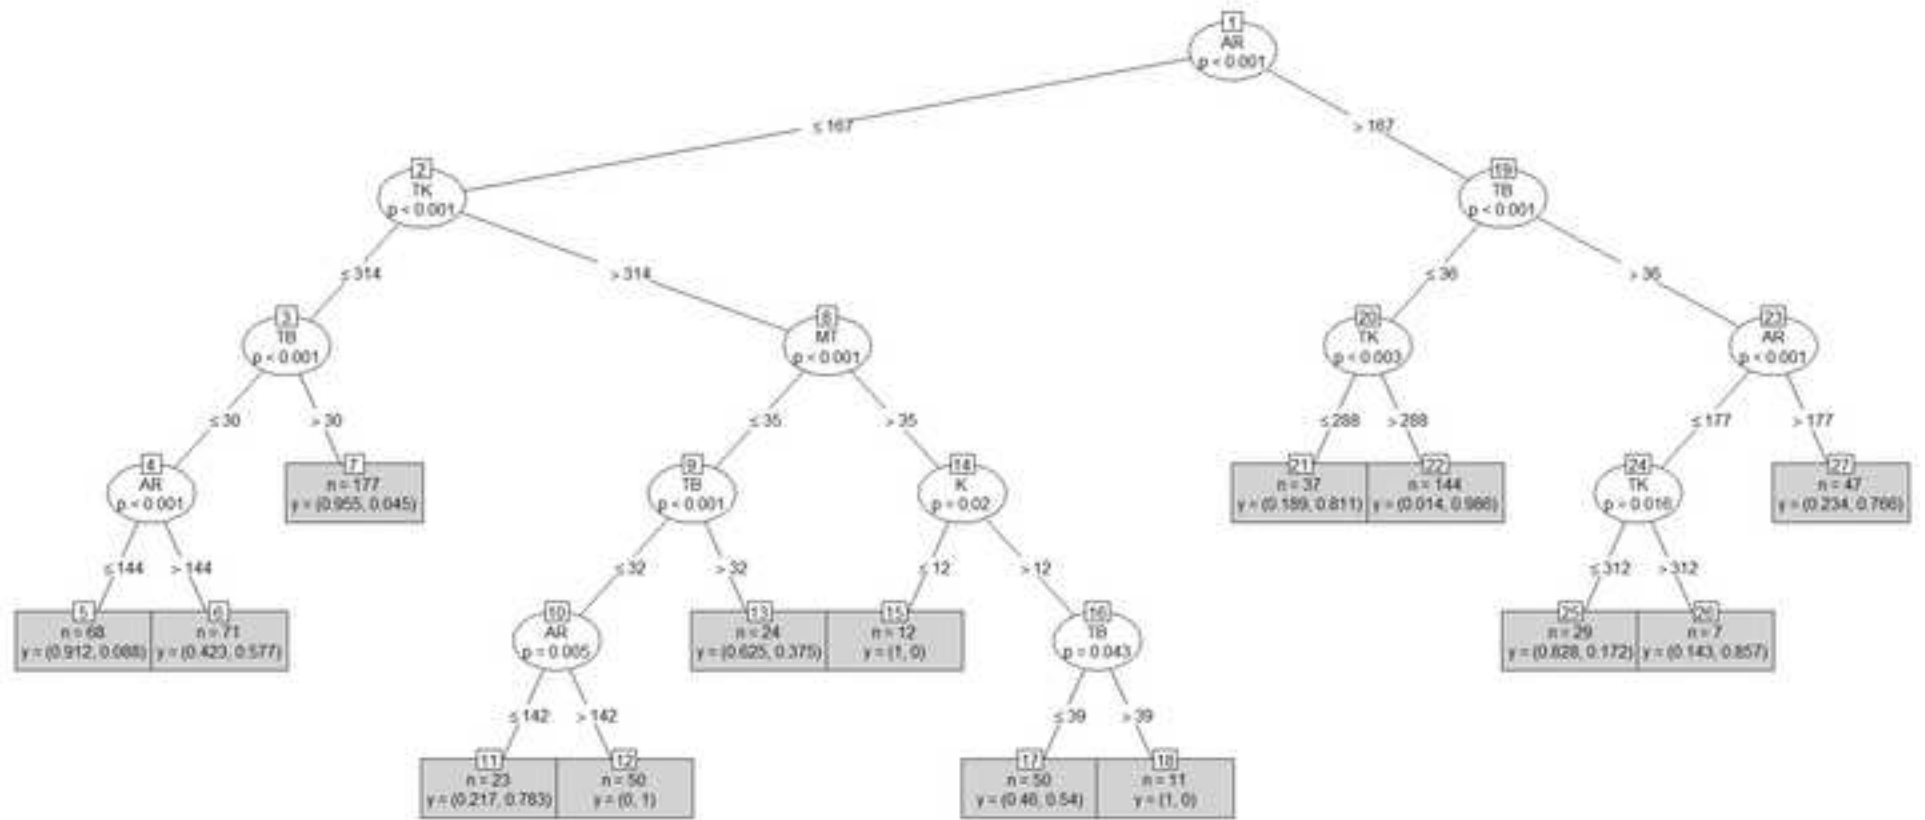 1
AR
p < 0.001
≤ 167
> 167
2
TK
p < 0.001
19
TB
p < 0.001
≤ 314
> 314
≤ 36
> 36
3
TB
p < 0.001
8
MT
p < 0.001
20
TK
p < 0.003
23
AR
p < 0.001
≤ 30
> 30
≤ 35
> 35
≤ 288
> 288
≤ 177
> 177
4
AR
p < 0.001
7
n = 177
y = (0.955, 0.045)
9
TB
p < 0.001
14
K
p = 0.02
21
n = 37
y = (0.189, 0.811)
22
n = 144
y = (0.014, 0.986)
24
TK
p = 0.016
27
n = 47
y = (0.234, 0.766)
≤ 144
> 144
≤ 32
> 32
≤ 12
> 12
≤ 312
> 312
5
n = 68
y = (0.912, 0.088)
6
n = 71
y = (0.423, 0.577)
10
AR
p = 0.005
13
n = 24
y = (0.625, 0.375)
15
n = 12
y = (1, 0)
16
TB
p = 0.043
25
n = 29
y = (0.828, 0.172)
26
n = 7
y = (0.143, 0.857)
≤ 142
> 142
≤ 39
> 39
11
n = 23
y = (0.217, 0.783)
12
n = 50
y = (0, 1)
17
n = 50
y = (0.46, 0.54)
18
n = 11
y = (1, 0)